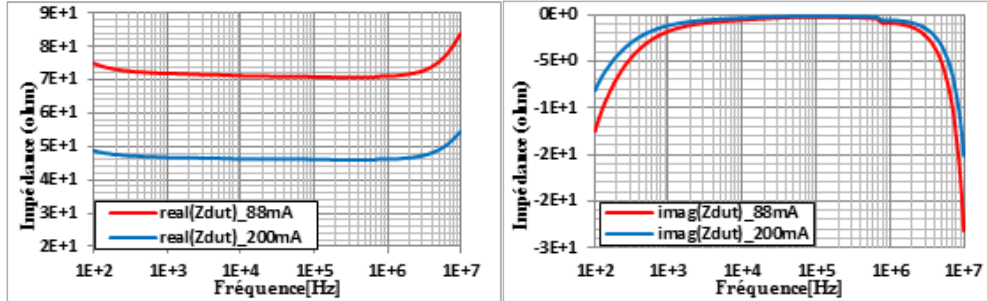 9E+1
8E+1
7E+1
6E+1
5E+1
4E+1
3E+1
2E+1
Impédance (ohm)
real(Zdut)_88mA
real(Zdut)_200mA
1E+2 1E+3 1E+4 1E+5 1E+6 1E+7
Fréquence[Hz]
0E+0
-5E+0
-1E+1
-2E+1
-2E+1
-3E+1
Impédance (ohm)
imag(Zdut)_88mA
imag(Zdut)_200mA
1E+2 1E+3 1E+4 1E+5 1E+6 1E+7
Fréquence[Hz]